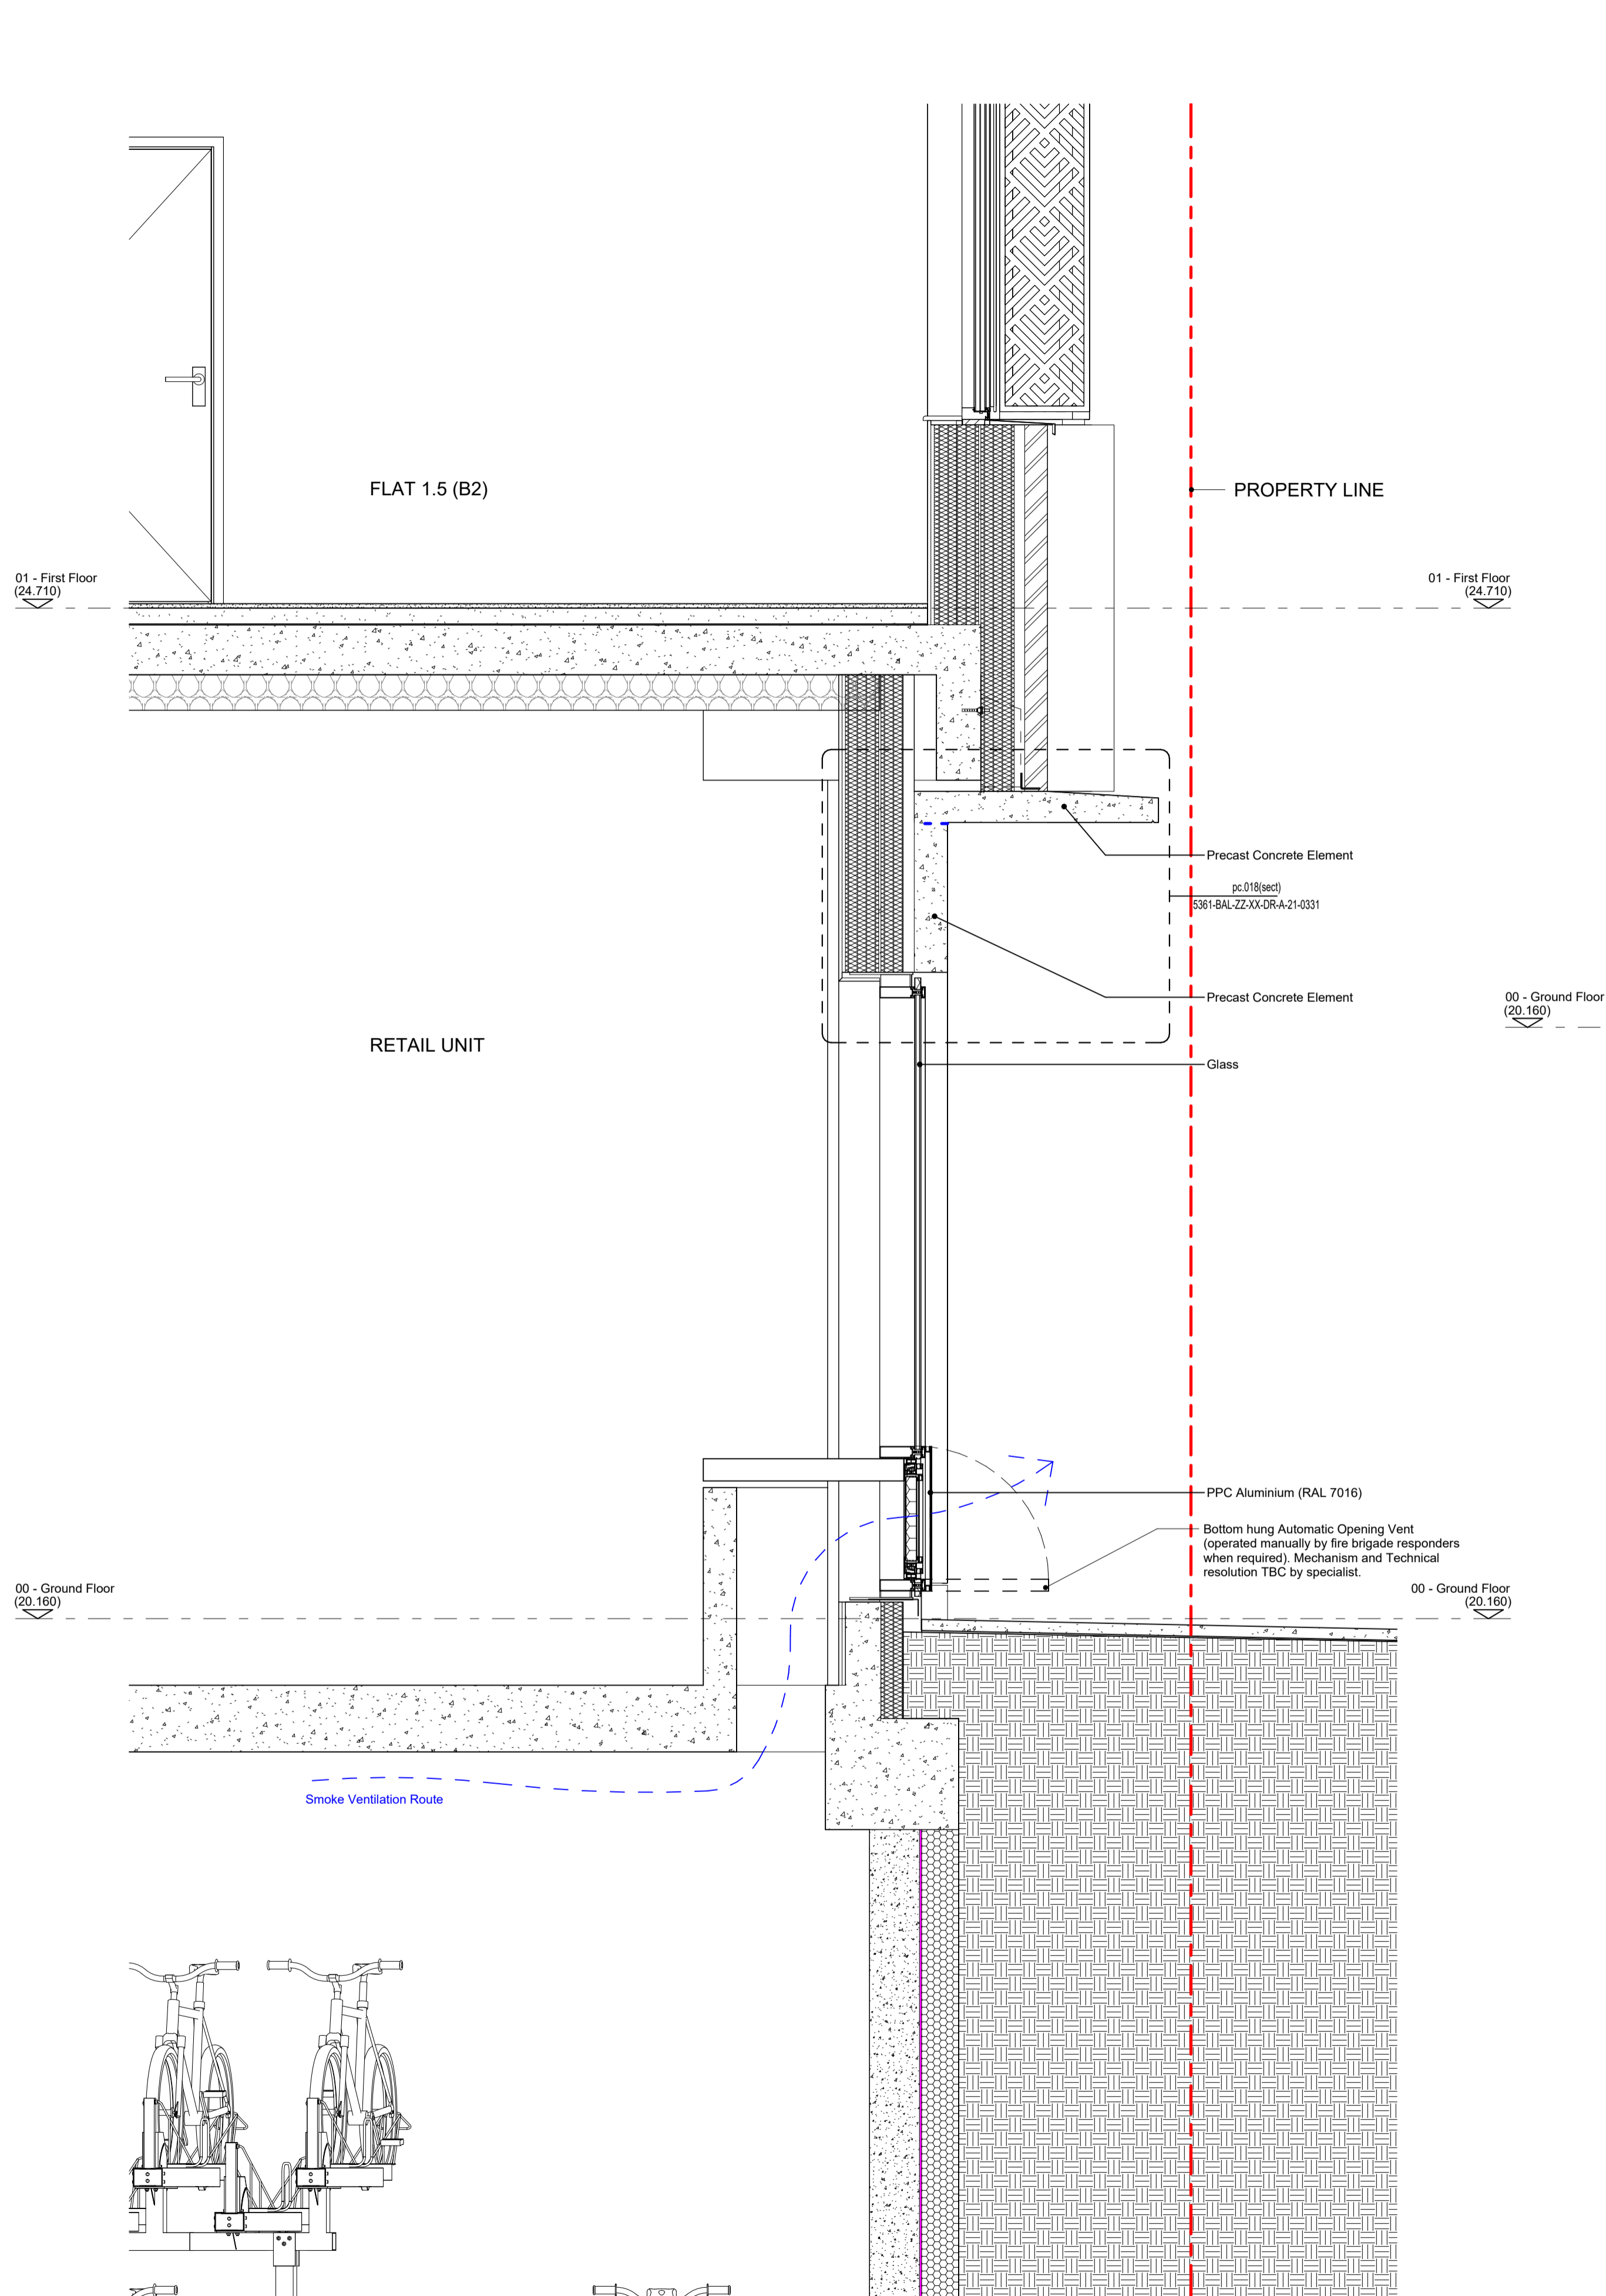 FLAT 1.5 (B2)
PROPERTY LINE
01 - First Floor
(24.710)
01 - First Floor
(24.710)
Precast Concrete Element
pc.018(sect)
5361-BAL-ZZ-XX-DR-A-21-0331
Precast Concrete Element
00 - Ground Floor
(20.160)
RETAIL UNIT
Glass
PPC Aluminium (RAL 7016)
Bottom hung Automatic Opening Vent
(operated manually by fire brigade responders
when required). Mechanism and Technical
resolution TBC by specialist.
00 - Ground Floor
(20.160)
00 - Ground Floor
(20.160)
Smoke Ventilation Route